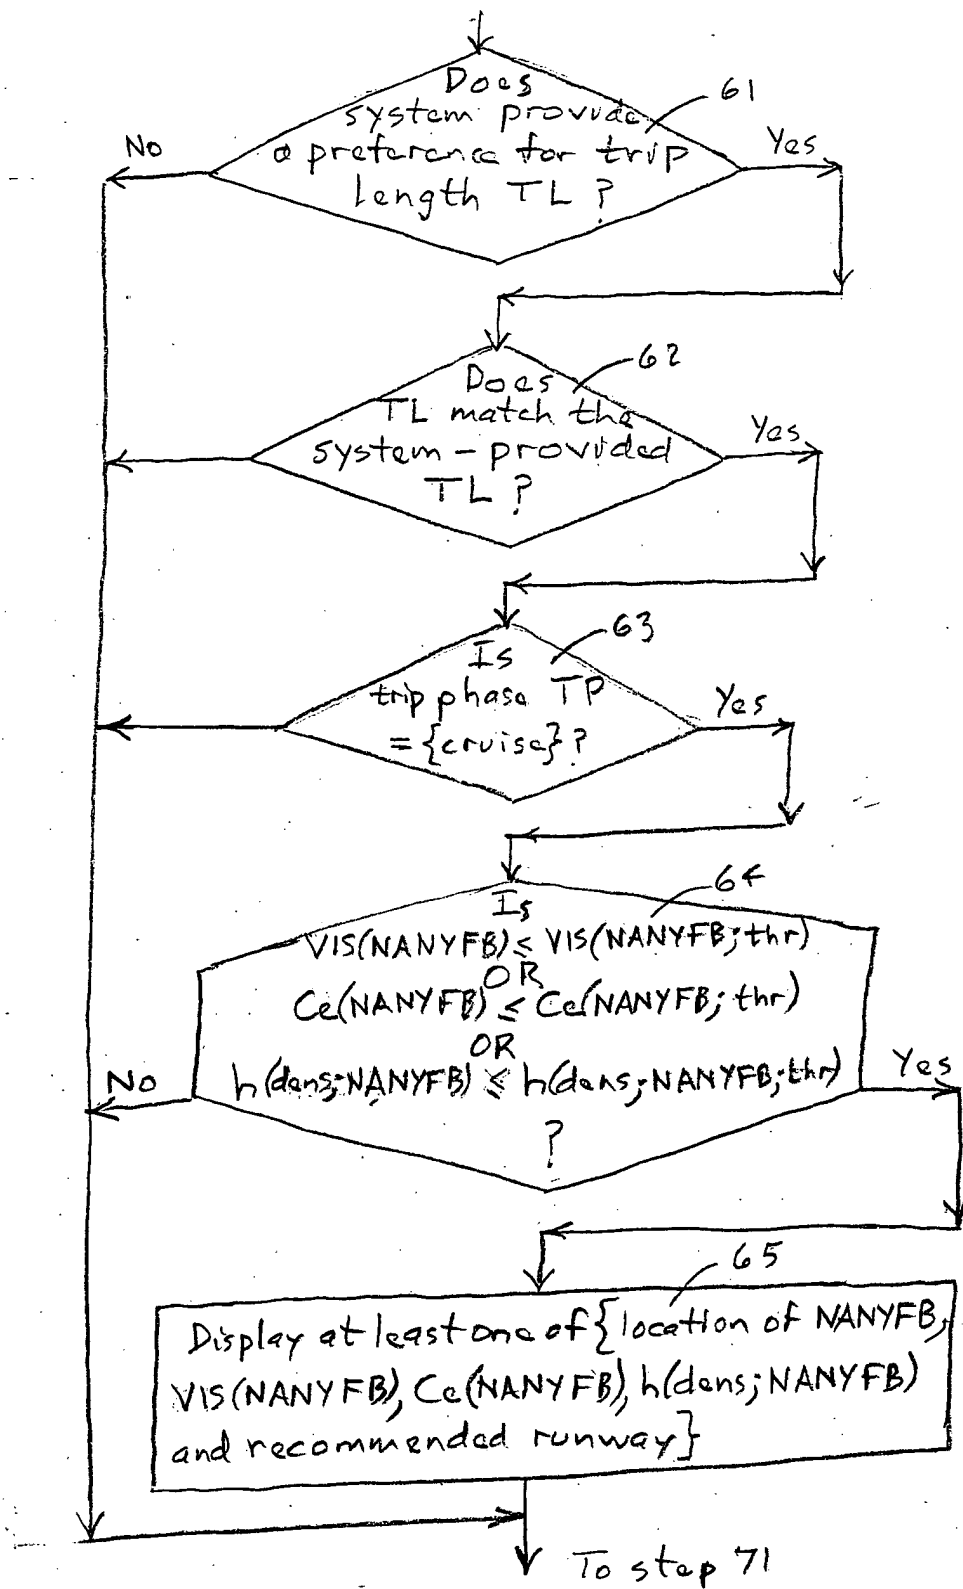 Does
system provide
a preference for trip
length TL ?
61
No
Yes
Does
TL match the
system - provided
TL ?
62
Yes
Is
trip phase TP
= {cruise} ?
63
Yes
Is
VIS(NANYFB) ≤ VIS(NANYFB; thr)
OR
Ce(NANYFB) ≤ Ce(NANYFB; thr)
OR
h(dens; NANYFB) ≤ h(dens; NANYFB; thr)
?
64
No
Yes
65
Display at least one of {location of NANYFB,
VIS(NANYFB), Ce(NANYFB), h(dens; NANYFB)
and recommended runway}
To step 71